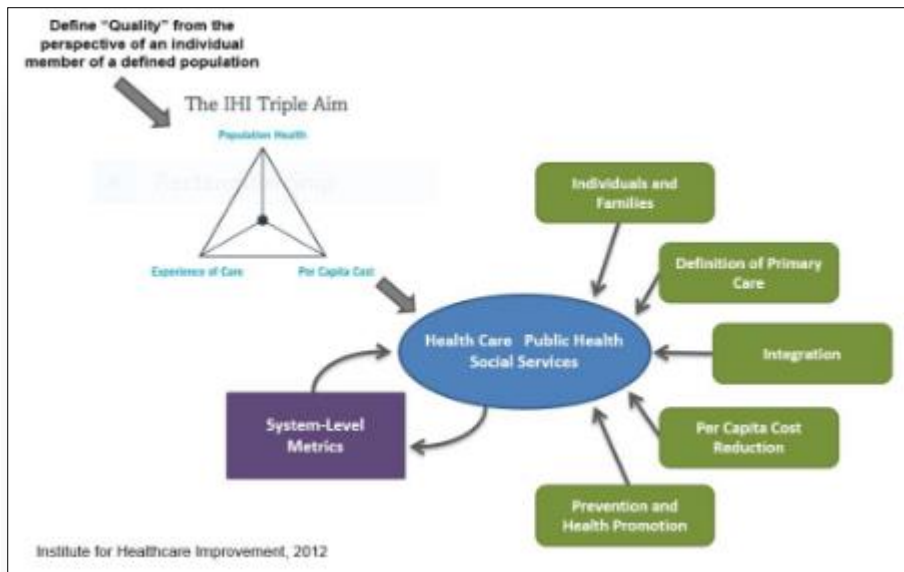 Define “Quality” from the
perspective of an individual
member of a defined population
The IHI Triple Aim
Population Health
Experience of Care
Per Capita Cost
Individuals and
Families
Definition of Primary
Care
Health Care Public Health
Social Services
Integration
System-Level
Metrics
Per Capita Cost
Reduction
Prevention and
Health Promotion
Institute for Healthcare Improvement, 2012